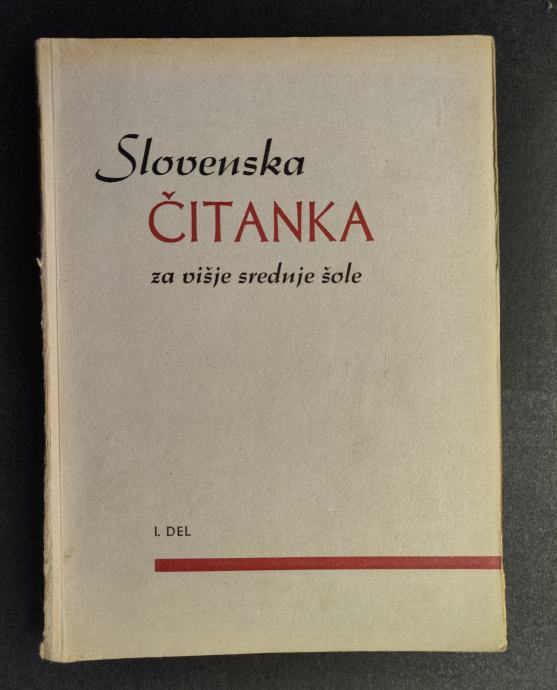 Slovenska
ČITANKA
za višje srednje šole
I. DEL